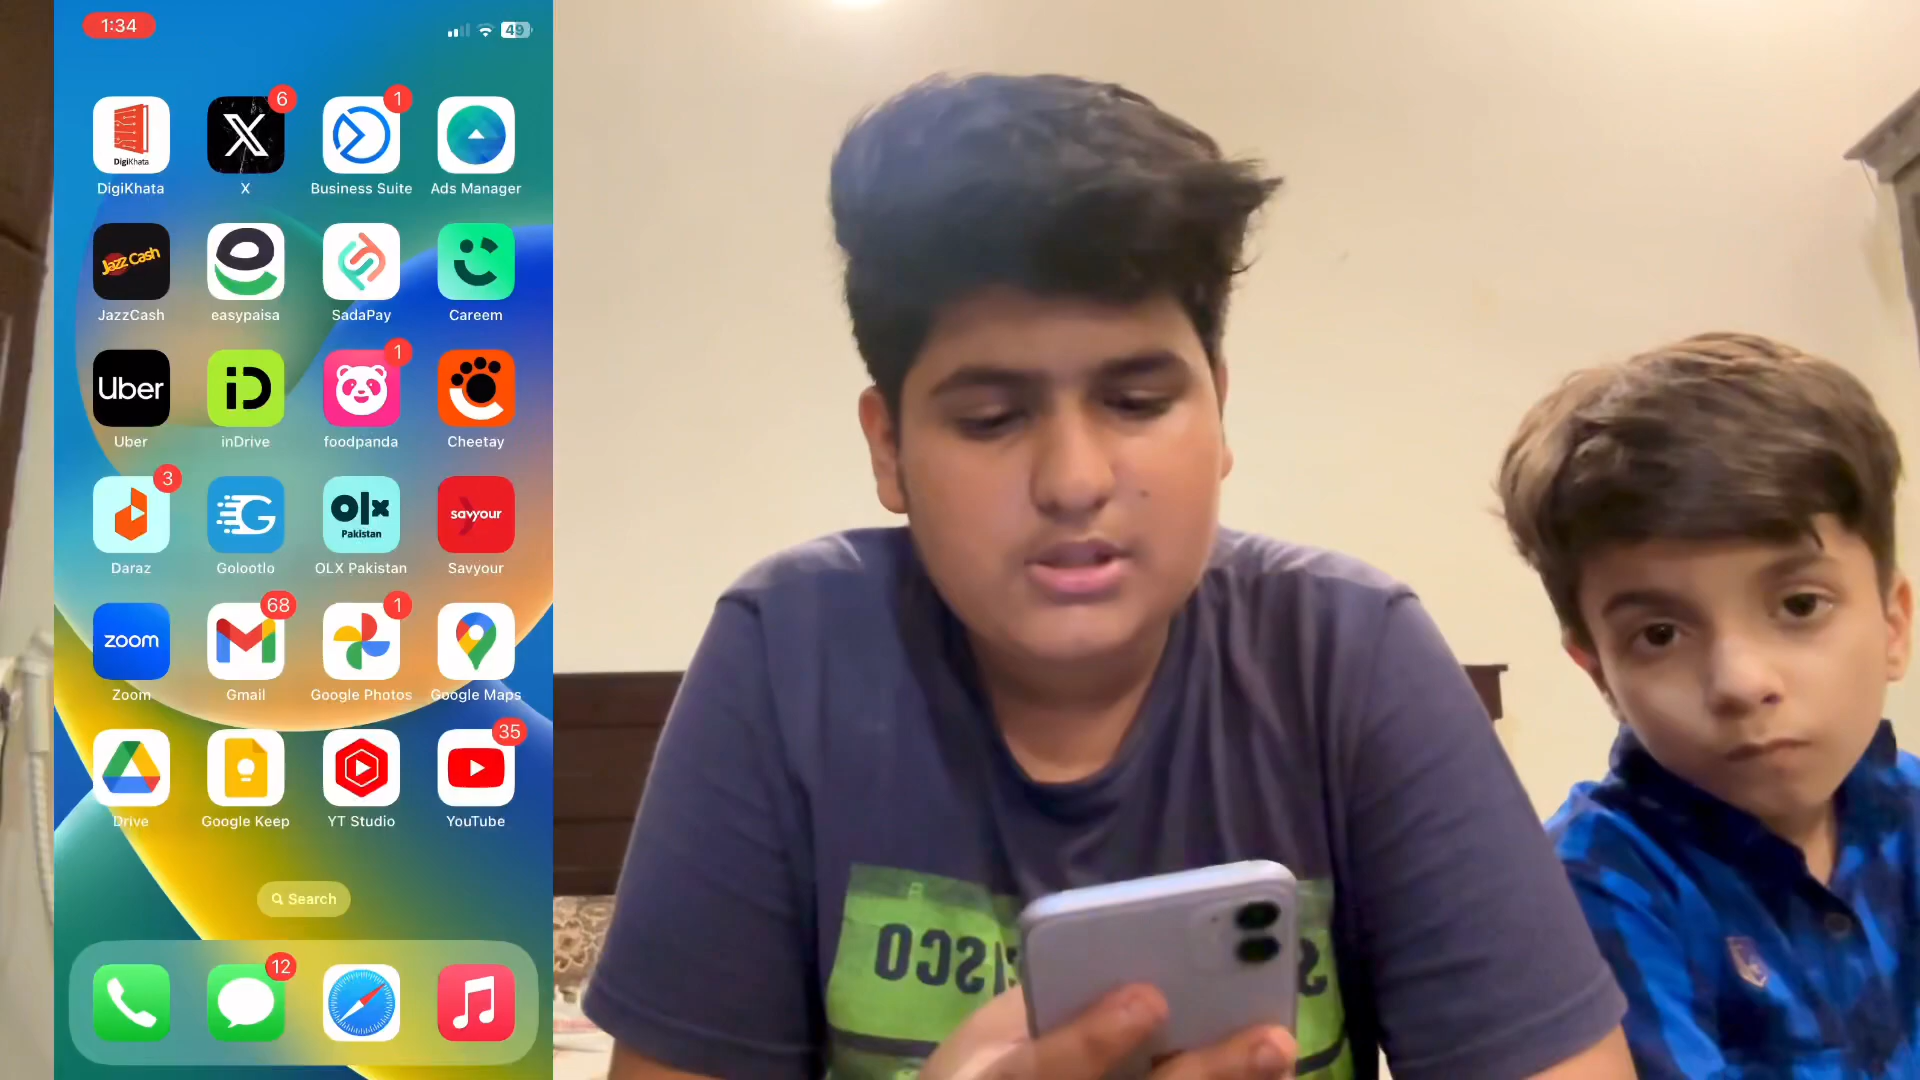 1:34
49
6
1
DigiKhata
DigiKhata
X
Business Suite
Ads Manager
Jazz Cash
JazzCash
easypaisa
SadaPay
Careem
1
Uber
iD
Uber
inDrive
foodpanda
Cheetay
3
G
olx
Pakistan
savyour
Daraz
Golootlo
OLX Pakistan
Savyour
68
1
zoom
Zoom
Gmail
Google Photos
Google Maps
35
Drive
Google Keep
YT Studio
YouTube
Search
12